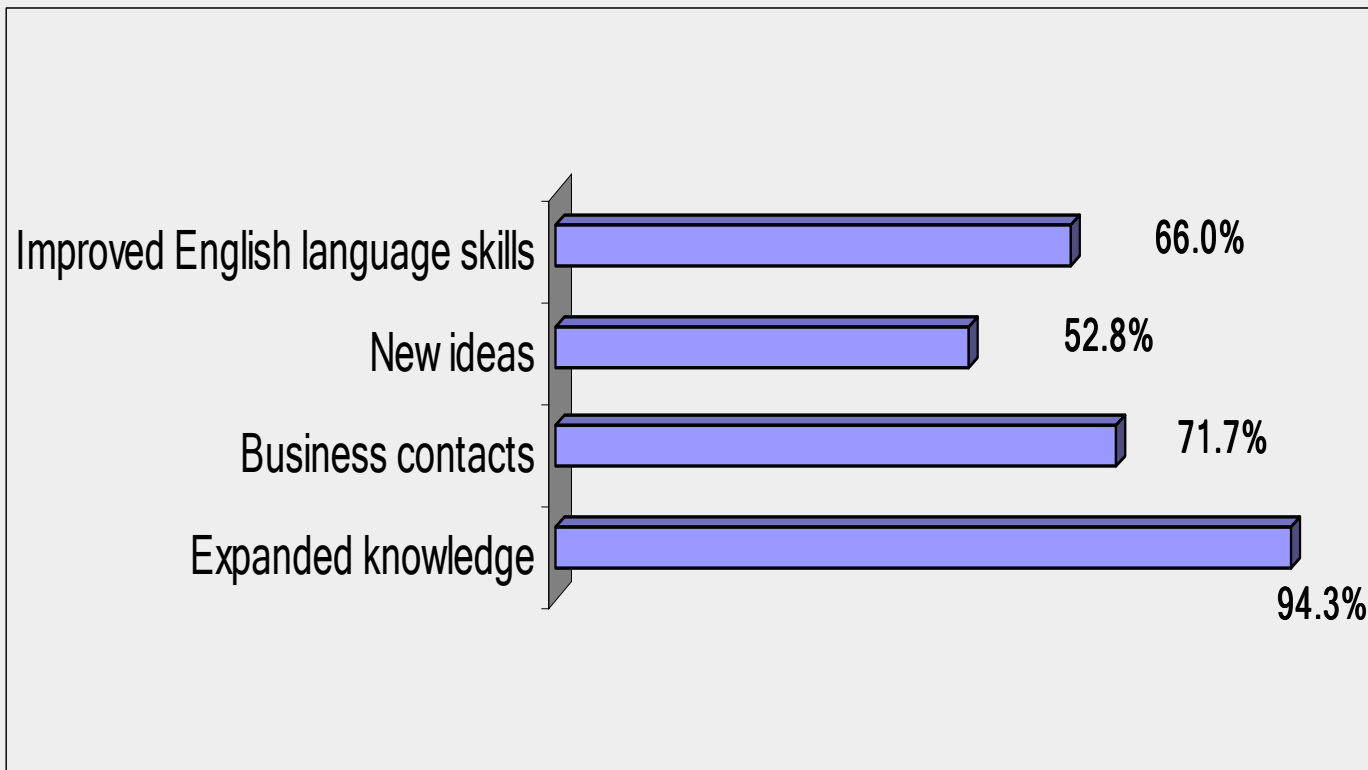 Improved English language skills 66.0%
New ideas 52.8%
Business contacts 71.7%
Expanded knowledge 94.3%